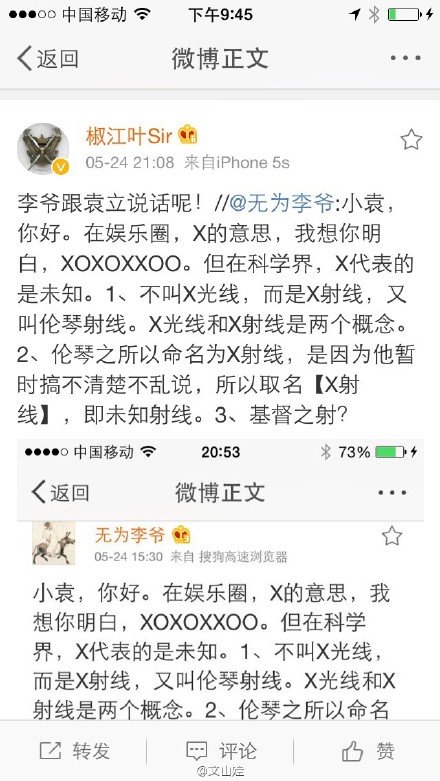 中国移动 下午9:45
返回 微博正文
椒江叶Sir
05-24 21:08 来自iPhone 5s
李爷跟袁立说话呢！//@无为李爷:小袁，
你好。在娱乐圈，X的意思，我想你明
白，XOXOXXOO。但在科学界，X代表的
是未知。1、不叫X光线，而是X射线，又
叫伦琴射线。X光线和X射线是两个概念。
2、伦琴之所以命名为X射线，是因为他暂
时搞不清楚不乱说，所以取名【X射
线】，即未知射线。3、基督之射？
中国移动 20:53 73%
返回 微博正文
无为李爷
05-24 15:30 来自 搜狗高速浏览器
小袁，你好。在娱乐圈，X的意思，我
想你明白，XOXOXXOO。但在科学
界，X代表的是未知。1、不叫X光线，
而是X射线，又叫伦琴射线。X光线和X
射线是两个概念。2、伦琴之所以命名
转发 评论 赞
@文山娃